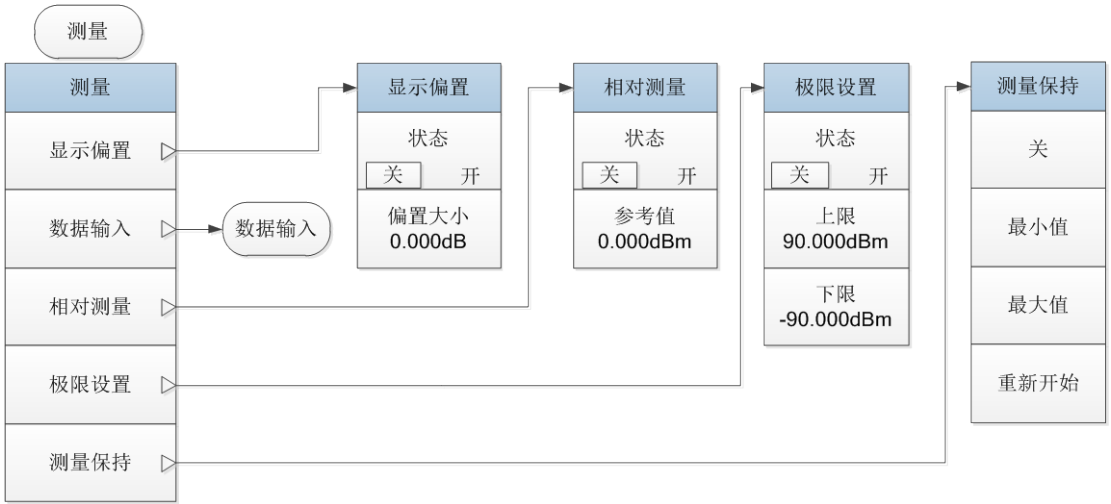 测量
测量
显示偏置
数据输入
相对测量
极限设置
测量保持
数据输入
显示偏置
状态
关 开
偏置大小
0.000dB
相对测量
状态
关 开
参考值
0.000dBm
极限设置
状态
关 开
上限
90.000dBm
下限
-90.000dBm
测量保持
关
最小值
最大值
重新开始